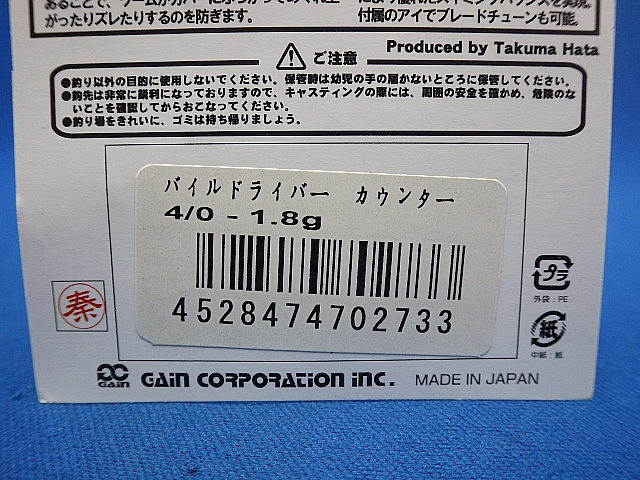 がったりズレたりするのを防ぎます。
付属のアイでブレードチューンも可能。
Produced by Takuma Hata
ご注意
●釣り以外の目的に使用しないでください。保管時は幼児の手の届かないところに保管してください。
●釣先は非常に鋭利になっておりますので、キャスティングの際には、周囲の安全を確かめ、危険のな
いことを確認してからおこなってください。
●釣り場をきれいに、ゴミは持ち帰りましょう。
バイルドライバー カウンター
4/0 - 1.8g
4528474702733
秦
プラ
外袋：PE
紙
中紙：紙
GAIN
GAIN CORPORATION INC.
MADE IN JAPAN